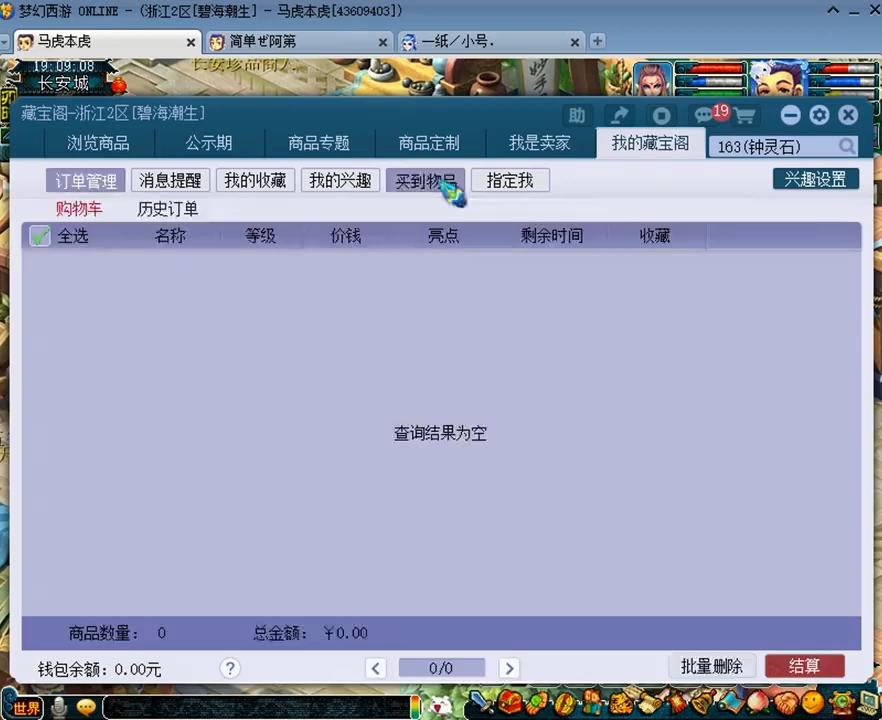 梦幻西游 ONLINE - (浙江2区[碧海潮生] - 马虎本虎[43609403])
马虎本虎
简单ぜ阿第
一纸／小号.
19:09:08
长安城
长安珍品商人
妙手
藏宝阁-浙江2区[碧海潮生]
助
19
浏览商品
公示期
商品专题
商品定制
我是卖家
我的藏宝阁
163(钟灵石)
订单管理
消息提醒
我的收藏
我的兴趣
买到物品
指定我
兴趣设置
购物车
历史订单
全选
名称
等级
价钱
亮点
剩余时间
收藏
查询结果为空
商品数量： 0
总金额： ￥0.00
钱包余额：0.00元
?
0/0
批量删除
结算
世界